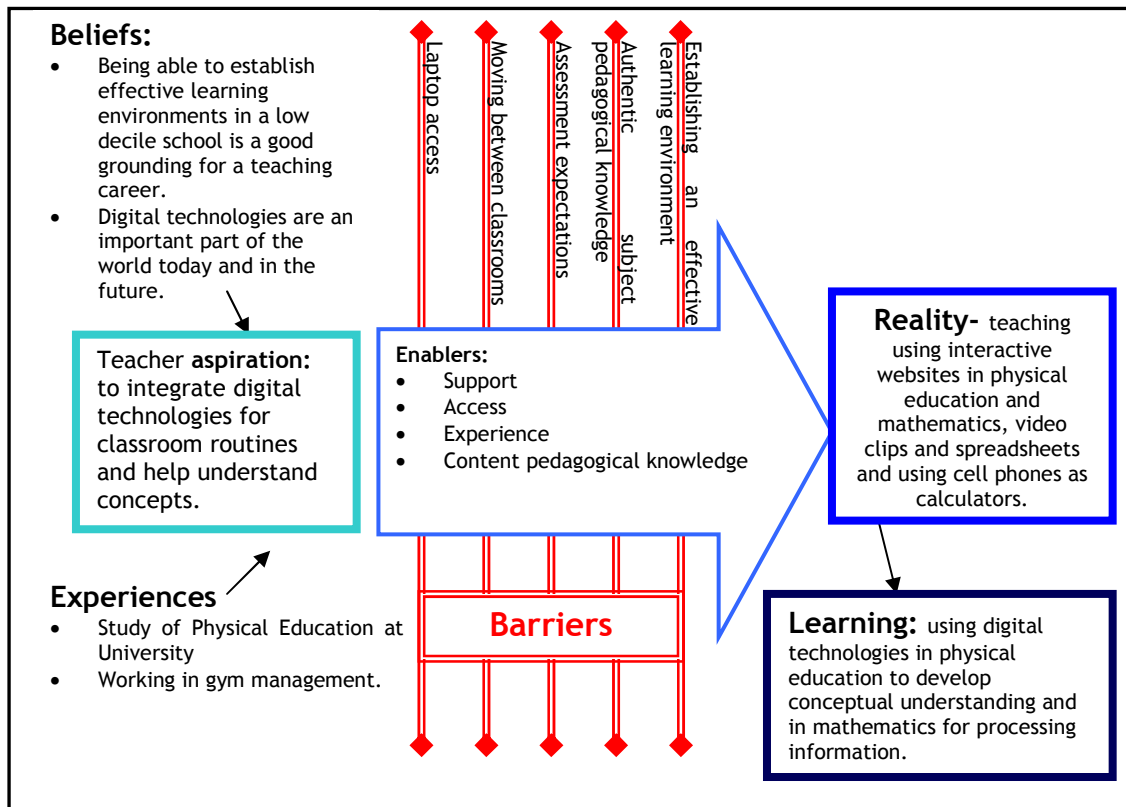 Beliefs:
• Being able to establish
effective learning
environments in a low
decile school is a good
grounding for a teaching
career.
• Digital technologies are an
important part of the
world today and in the
future.
Teacher aspiration:
to integrate digital
technologies for
classroom routines
and help understand
concepts.
Experiences
• Study of Physical Education at
University
• Working in gym management.
Laptop access
Moving between classrooms
Assessment expectations
Authentic subject
pedagogical knowledge
Establishing an effective
learning environment
Enablers:
• Support
• Access
• Experience
• Content pedagogical knowledge
Barriers
Reality- teaching
using interactive
websites in physical
education and
mathematics, video
clips and spreadsheets
and using cell phones as
calculators.
Learning: using digital
technologies in physical
education to develop
conceptual understanding and
in mathematics for processing
information.